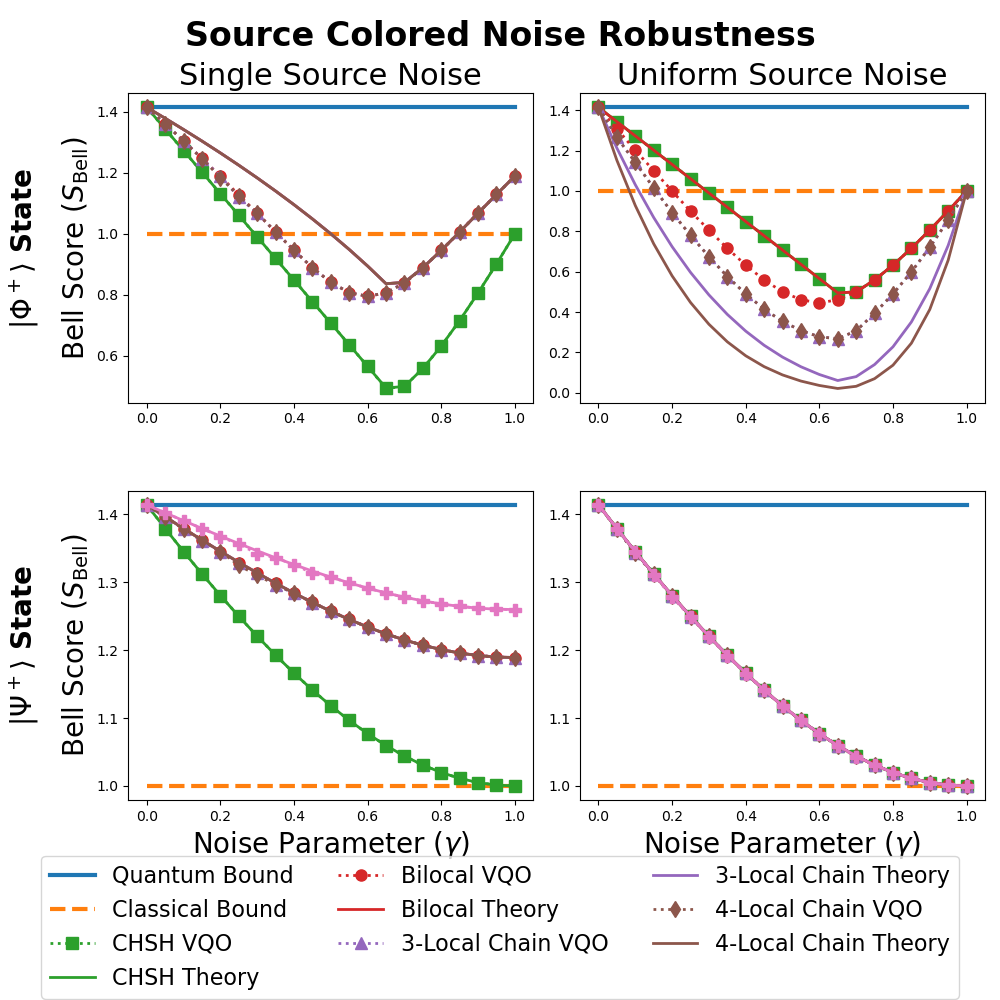 Source Colored Noise Robustness
Single Source Noise
Uniform Source Noise
|Φ⁺⟩ State
Bell Score (S_Bell)
1.4
1.2
1.0
0.8
0.6
0.0 0.2 0.4 0.6 0.8 1.0
1.4
1.2
1.0
0.8
0.6
0.4
0.2
0.0
0.0 0.2 0.4 0.6 0.8 1.0
|Ψ⁺⟩ State
Bell Score (S_Bell)
1.4
1.3
1.2
1.1
1.0
0.0 0.2 0.4 0.6 0.8 1.0
Noise Parameter (γ)
1.4
1.3
1.2
1.1
1.0
0.0 0.2 0.4 0.6 0.8 1.0
Noise Parameter (γ)
Quantum Bound
Classical Bound
CHSH VQO
CHSH Theory
Bilocal VQO
Bilocal Theory
3-Local Chain VQO
3-Local Chain Theory
4-Local Chain VQO
4-Local Chain Theory